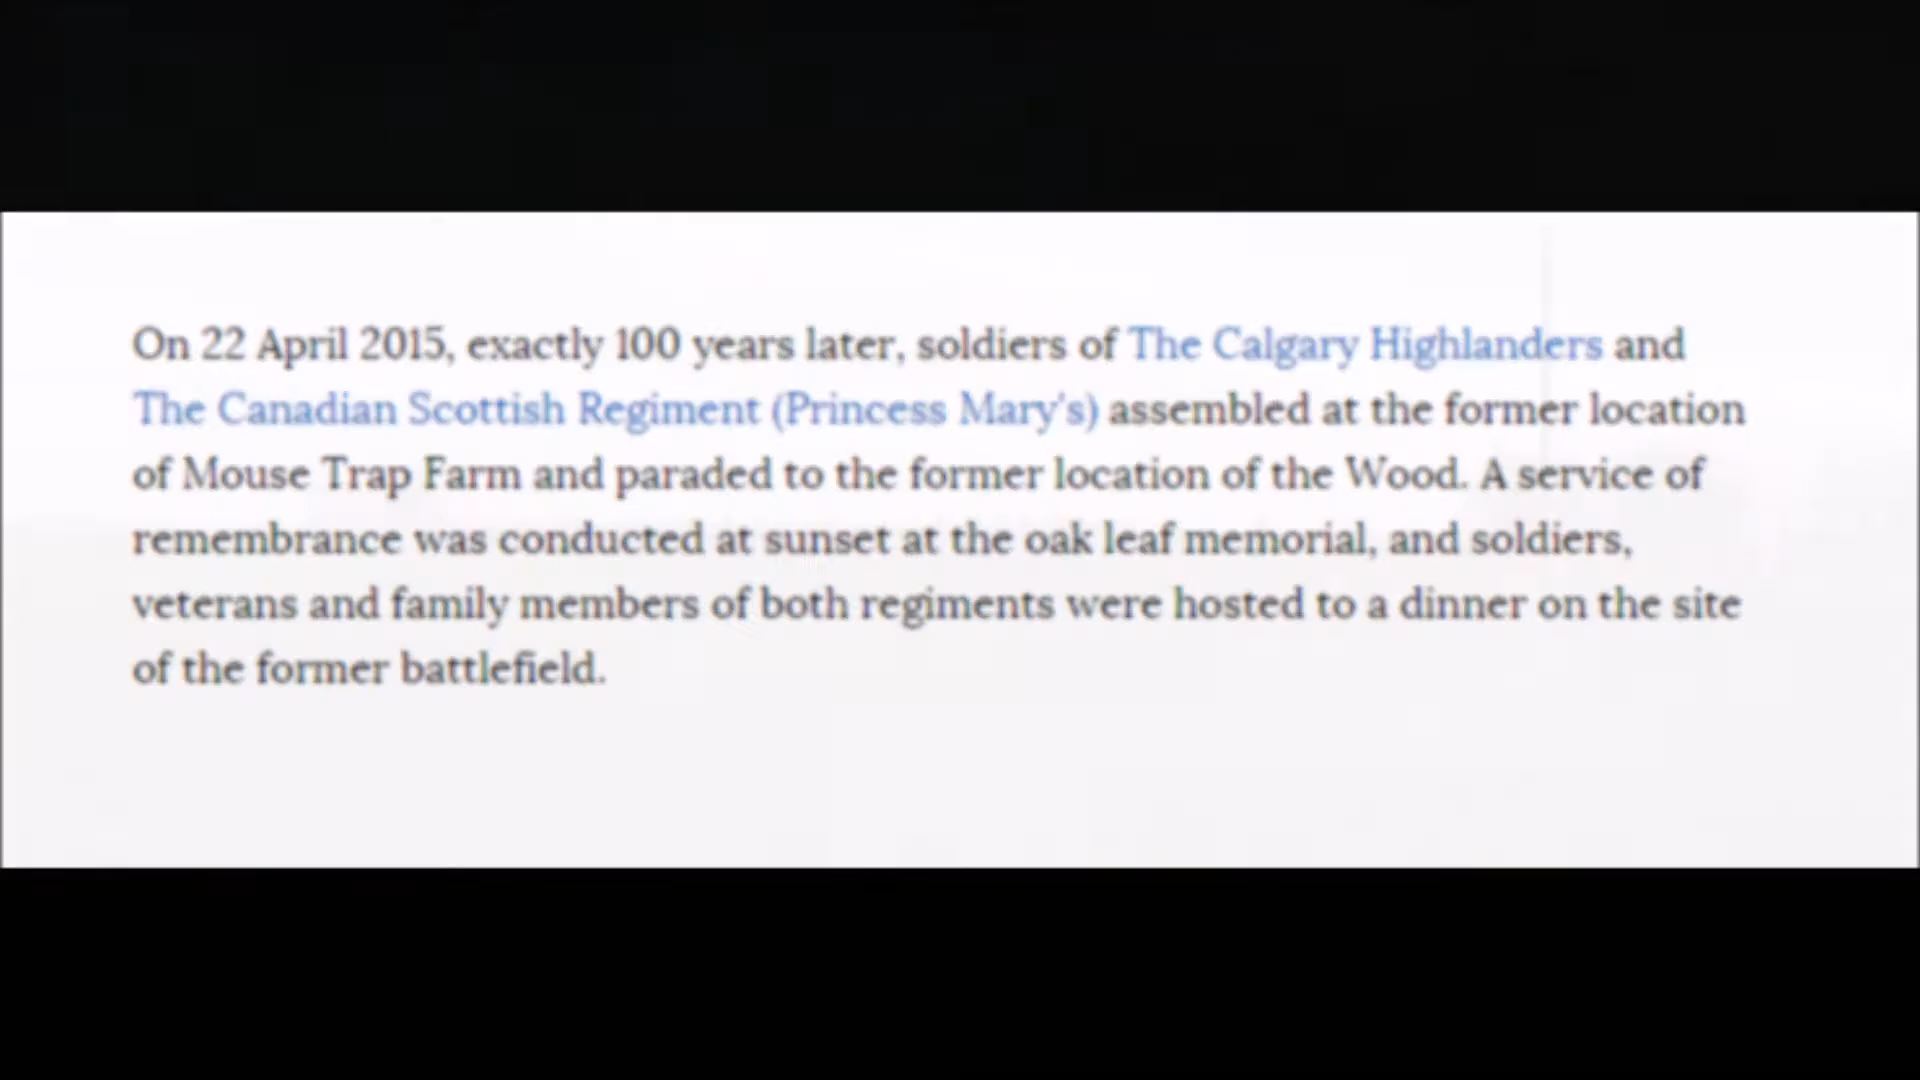 On 22 April 2015, exactly 100 years later, soldiers of The Calgary Highlanders and
The Canadian Scottish Regiment (Princess Mary's) assembled at the former location
of Mouse Trap Farm and paraded to the former location of the Wood. A service of
remembrance was conducted at sunset at the oak leaf memorial, and soldiers,
veterans and family members of both regiments were hosted to a dinner on the site
of the former battlefield.